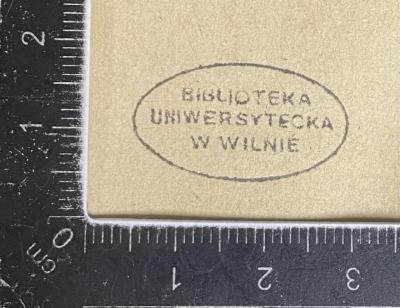 BIBLIOTEKA
UNIWERSYTECKA
W WILNIE
2
1
0
cm
1
2
3